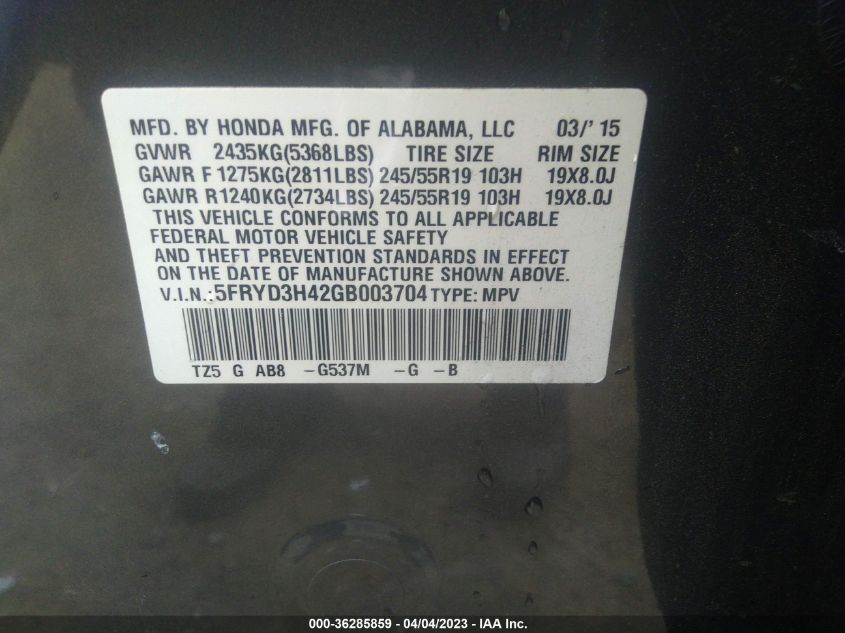 MFD. BY HONDA MFG. OF ALABAMA, LLC 03/' 15
GVWR 2435KG(5368LBS) TIRE SIZE RIM SIZE
GAWR F 1275KG(2811LBS) 245/55R19 103H 19X8.0J
GAWR R1240KG(2734LBS) 245/55R19 103H 19X8.0J
THIS VEHICLE CONFORMS TO ALL APPLICABLE
FEDERAL MOTOR VEHICLE SAFETY
AND THEFT PREVENTION STANDARDS IN EFFECT
ON THE DATE OF MANUFACTURE SHOWN ABOVE.
V.I.N.:5FRYD3H42GB003704 TYPE: MPV
TZ5 G AB8 -G537M -G -B
000-36285859 - 04/04/2023 - IAA Inc.